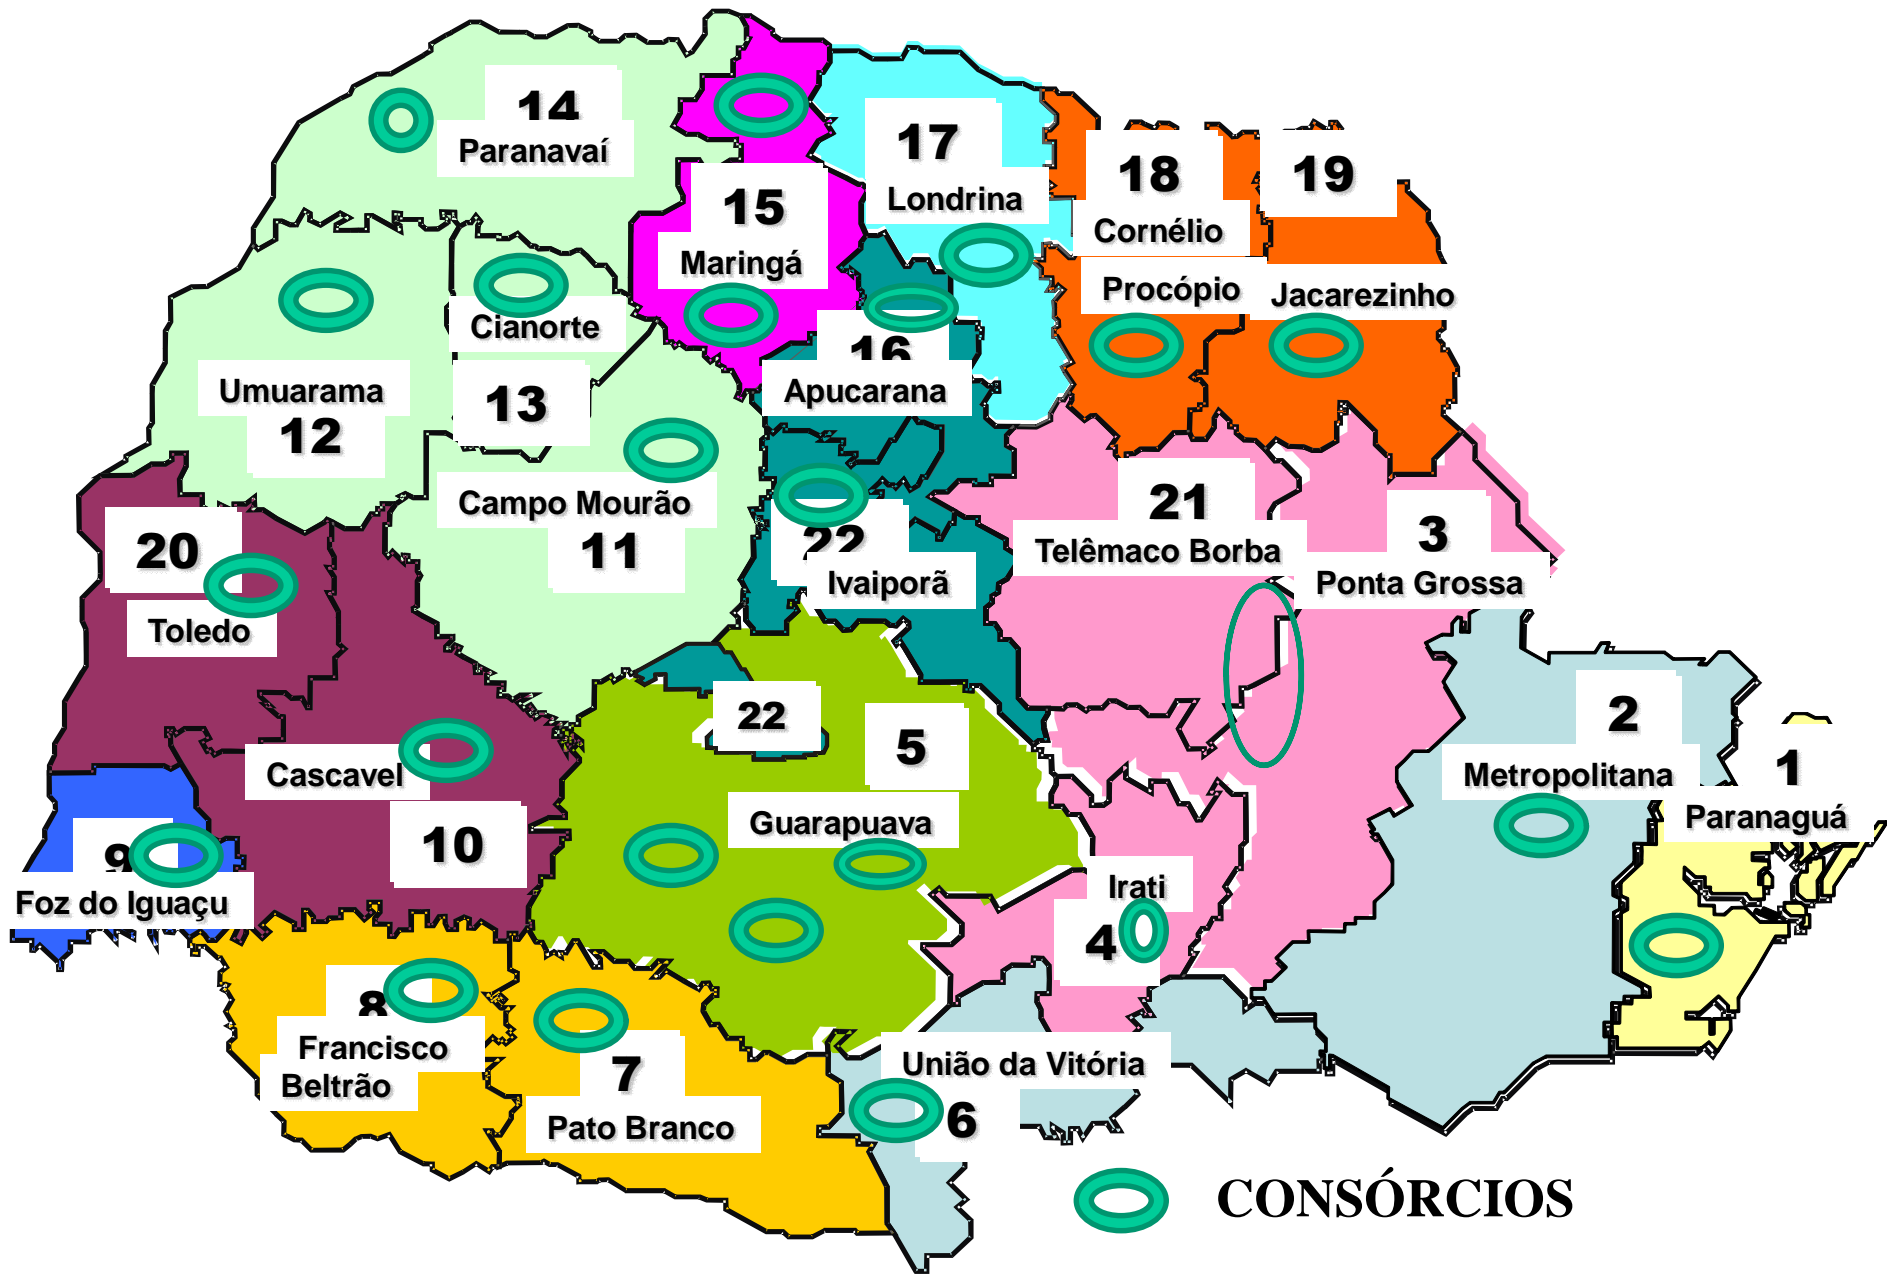 14
Paranavaí
15
Maringá
17
Londrina
18
Cornélio
Procópio
19
Jacarezinho
Cianorte
13
Umuarama
12
16
Apucarana
Campo Mourão
11
22
Ivaiporã
21
Telêmaco Borba
3
Ponta Grossa
20
Toledo
22
5
Guarapuava
2
Metropolitana
1
Paranaguá
Cascavel
10
9
Foz do Iguaçu
Irati
4
8
Francisco
Beltrão
7
Pato Branco
União da Vitória
6
CONSÓRCIOS